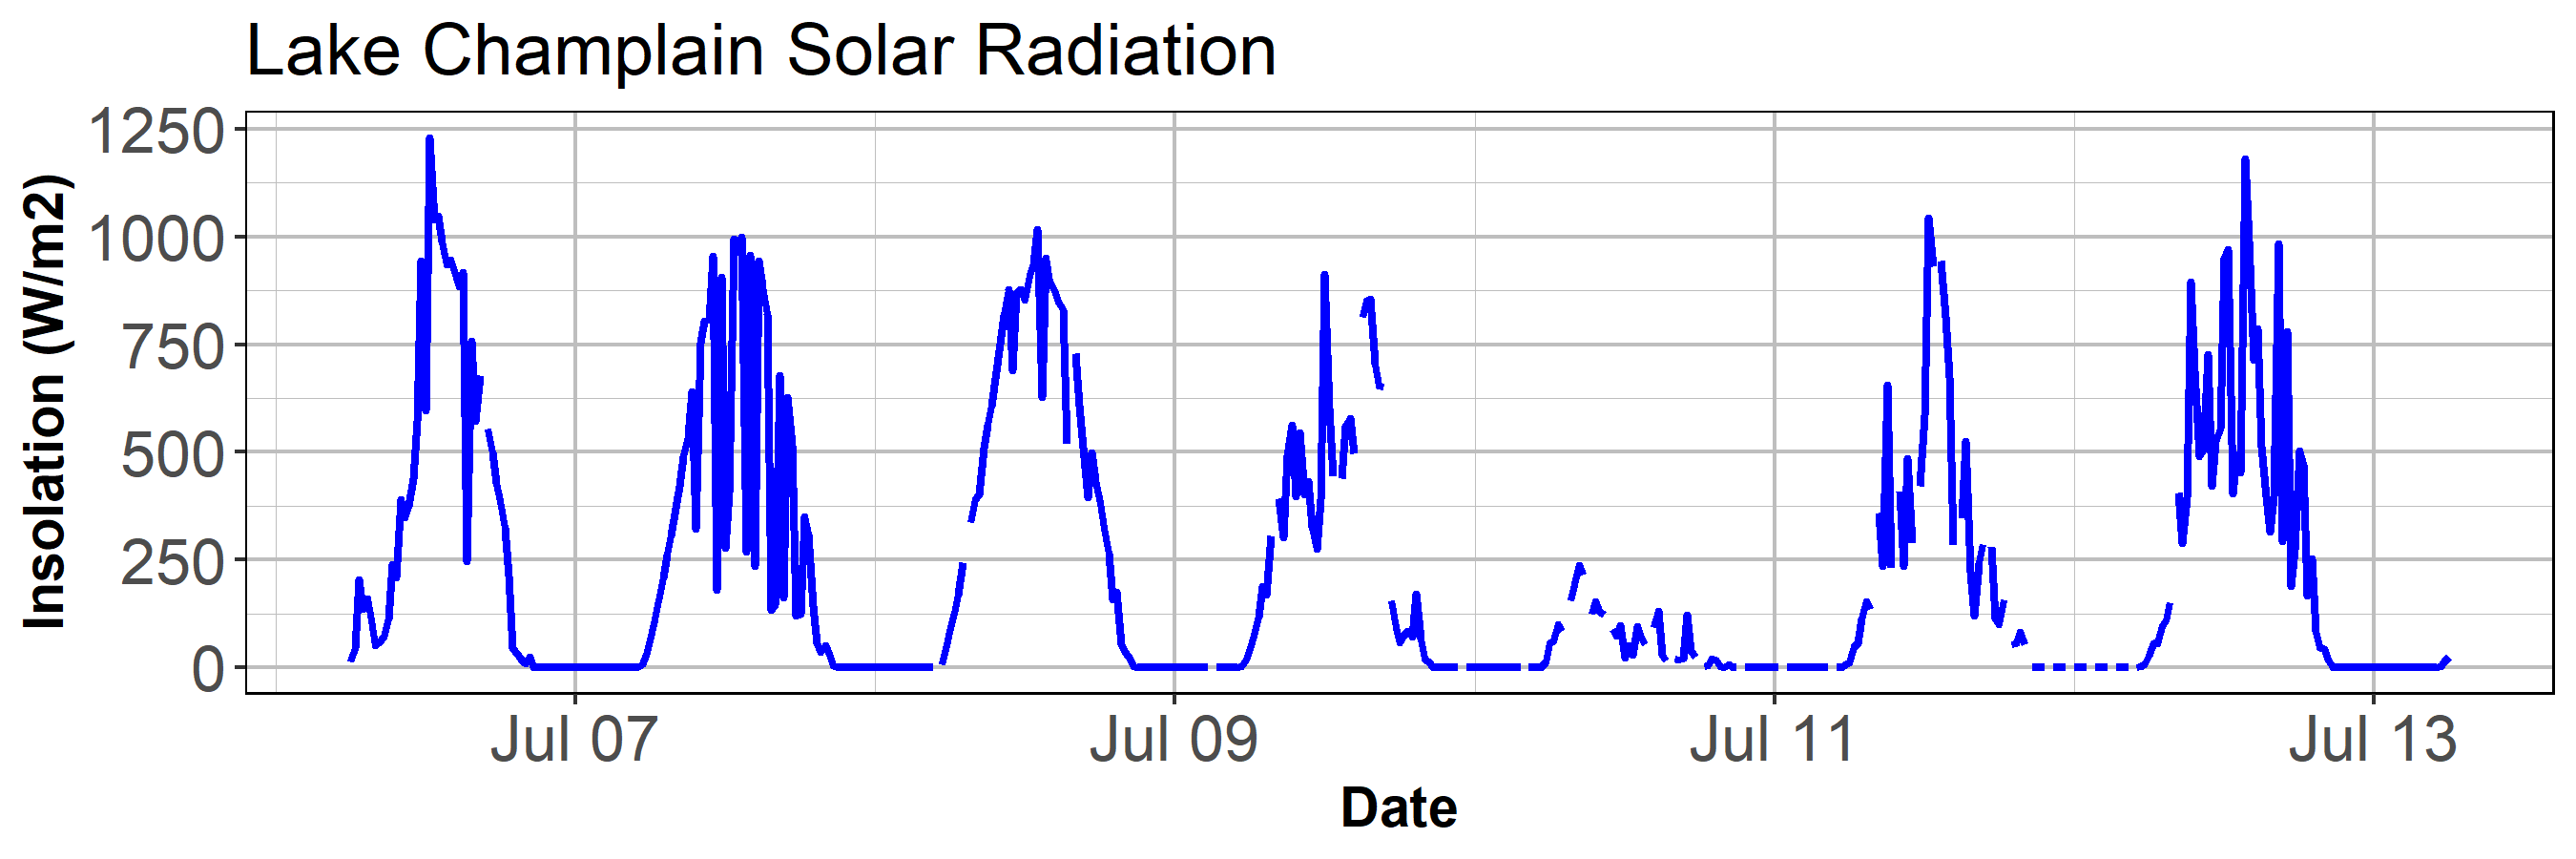 Lake Champlain Solar Radiation
Insolation (W/m2)
1250
1000
750
500
250
0
Jul 07
Jul 09
Jul 11
Jul 13
Date